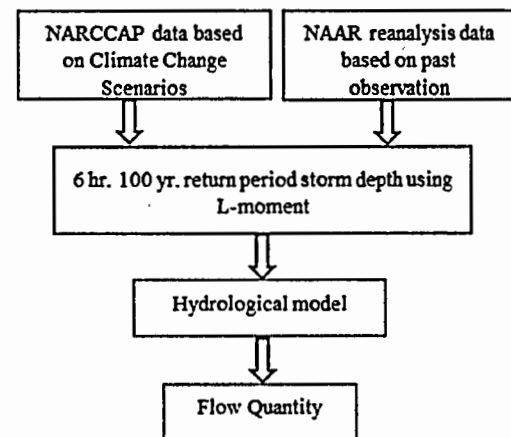 NARCCAP data based
on Climate Change
Scenarios
NAAR reanalysis data
based on past
observation
6 hr. 100 yr. return period storm depth using
L-moment
Hydrological model
Flow Quantity